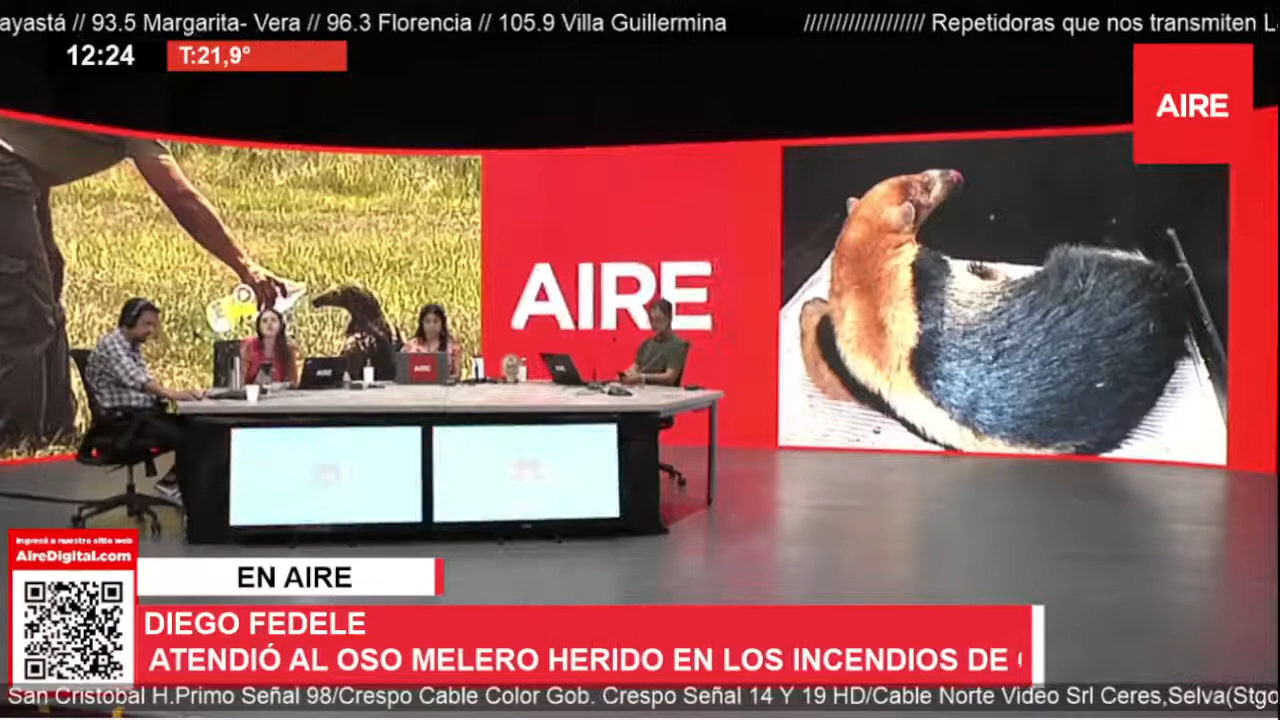 ayastá // 93.5 Margarita- Vera // 96.3 Florencia // 105.9 Villa Guillermina ////////////////// Repetidoras que nos transmiten L
12:24 T:21,9°
AIRE
AIRE
AIRE
AIRE
Ingresá a nuestro sitio web
AireDigital.com
EN AIRE
DIEGO FEDELE
ATENDIÓ AL OSO MELERO HERIDO EN LOS INCENDIOS DE
San Cristobal H.Primo Señal 98/Crespo Cable Color Gob. Crespo Señal 14 Y 19 HD/Cable Norte Video Srl Ceres,Selva(Stgo